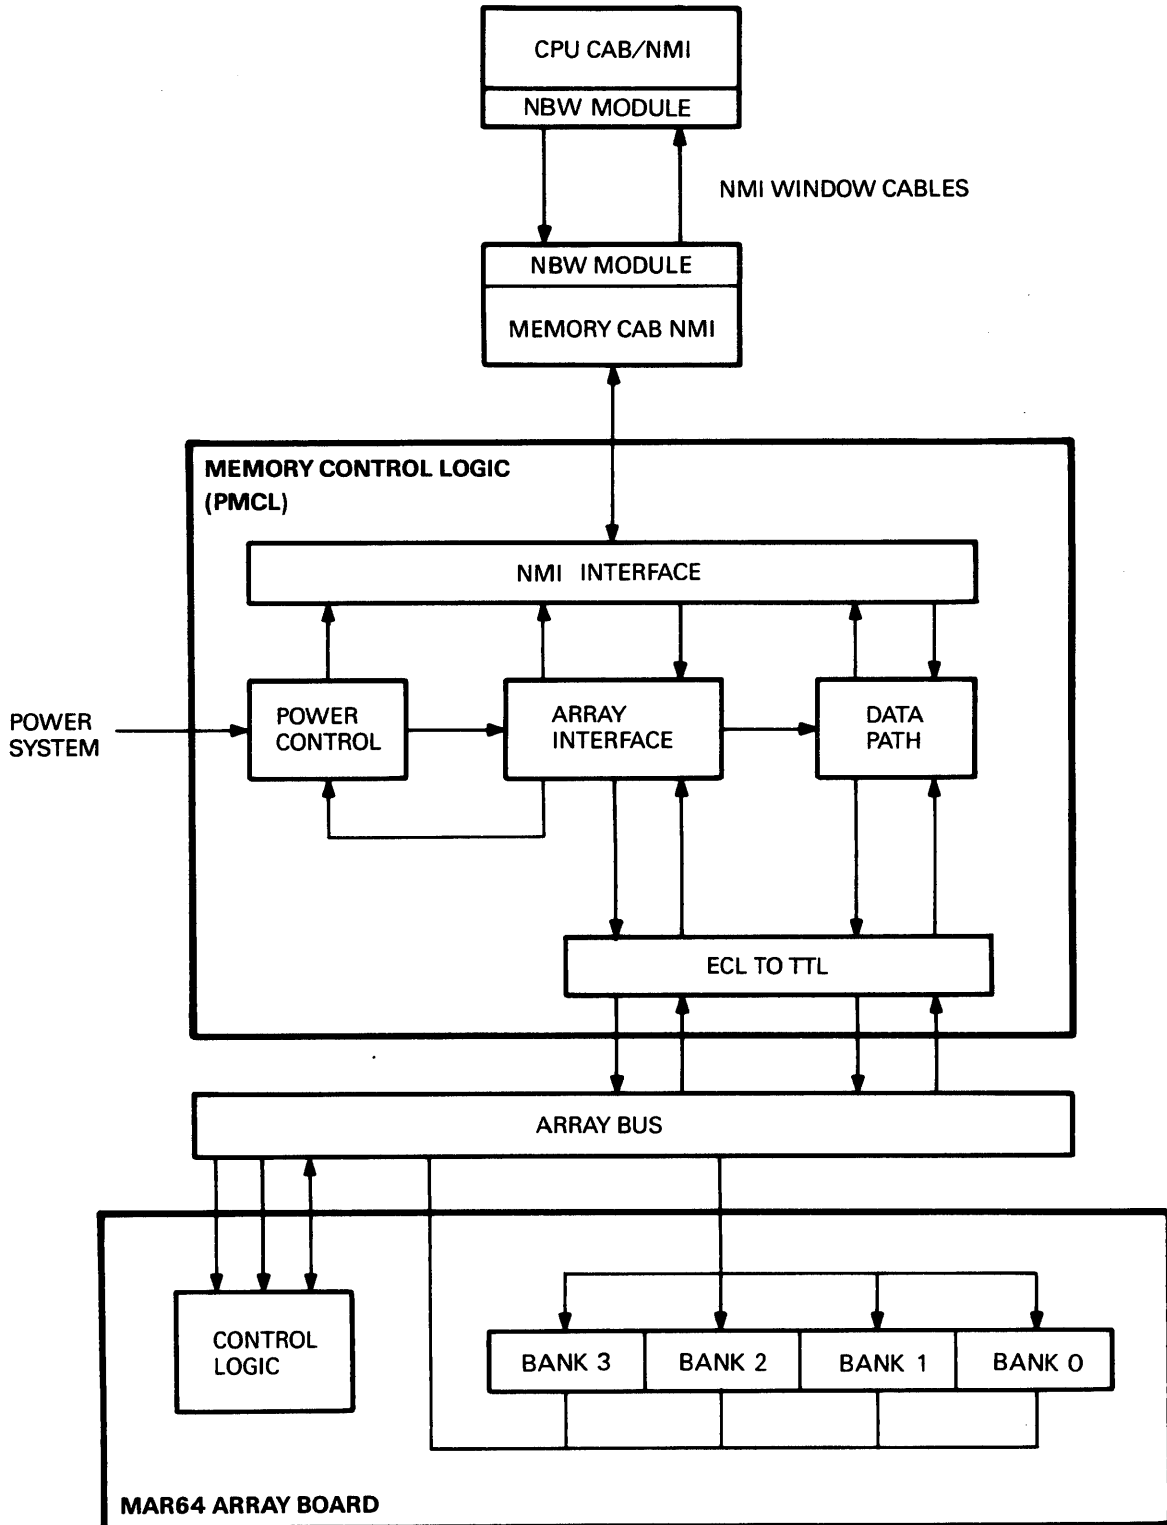 CPU CAB/NMI
NBW MODULE
NMI WINDOW CABLES
NBW MODULE
MEMORY CAB NMI
MEMORY CONTROL LOGIC
(PMCL)
NMI INTERFACE
POWER
SYSTEM
POWER
CONTROL
ARRAY
INTERFACE
DATA
PATH
ECL TO TTL
ARRAY BUS
CONTROL
LOGIC
BANK 3
BANK 2
BANK 1
BANK 0
MAR64 ARRAY BOARD